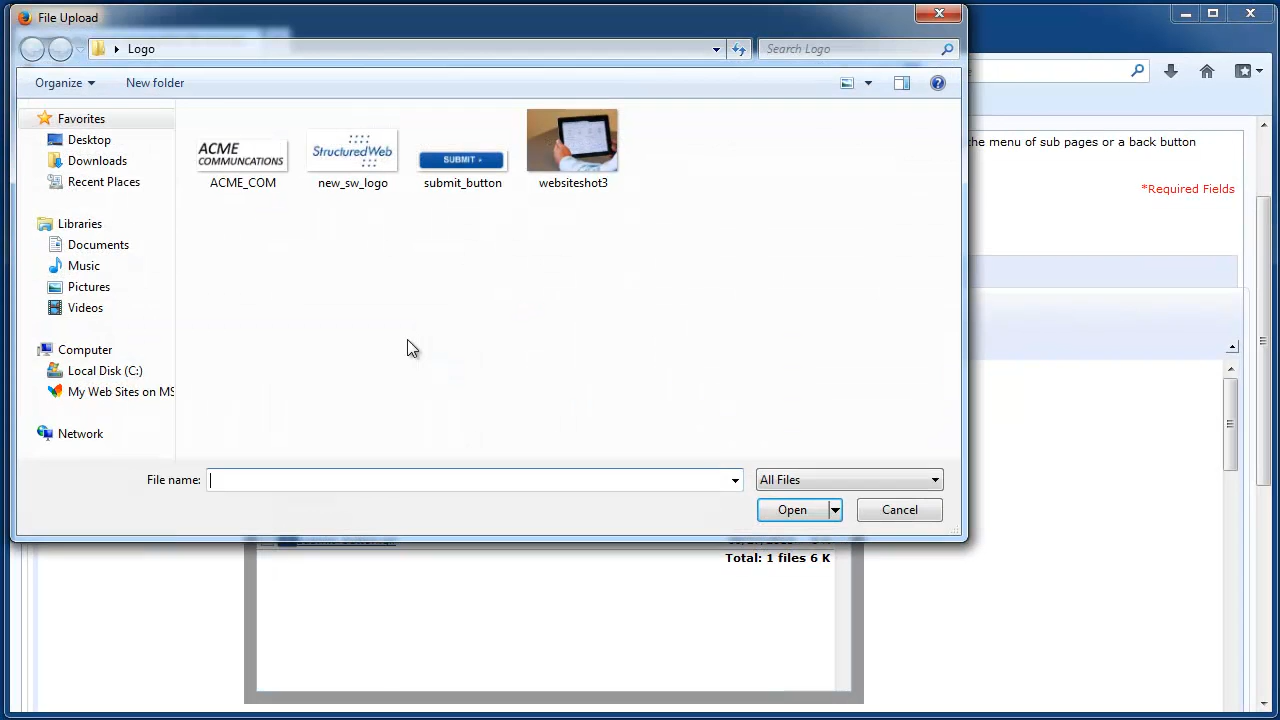 File Upload
Logo
Search Logo
Organize
New folder
Favorites
Desktop
Downloads
Recent Places
Libraries
Documents
Music
Pictures
Videos
Computer
Local Disk (C:)
My Web Sites on MS
Network
ACME
COMMUNCATIONS
ACME_COM
StructuredWeb
new_sw_logo
SUBMIT
submit_button
websiteshot3
File name:
All Files
Open
Cancel
the menu of sub pages or a back button
*Required Fields
Total: 1 files 6 K